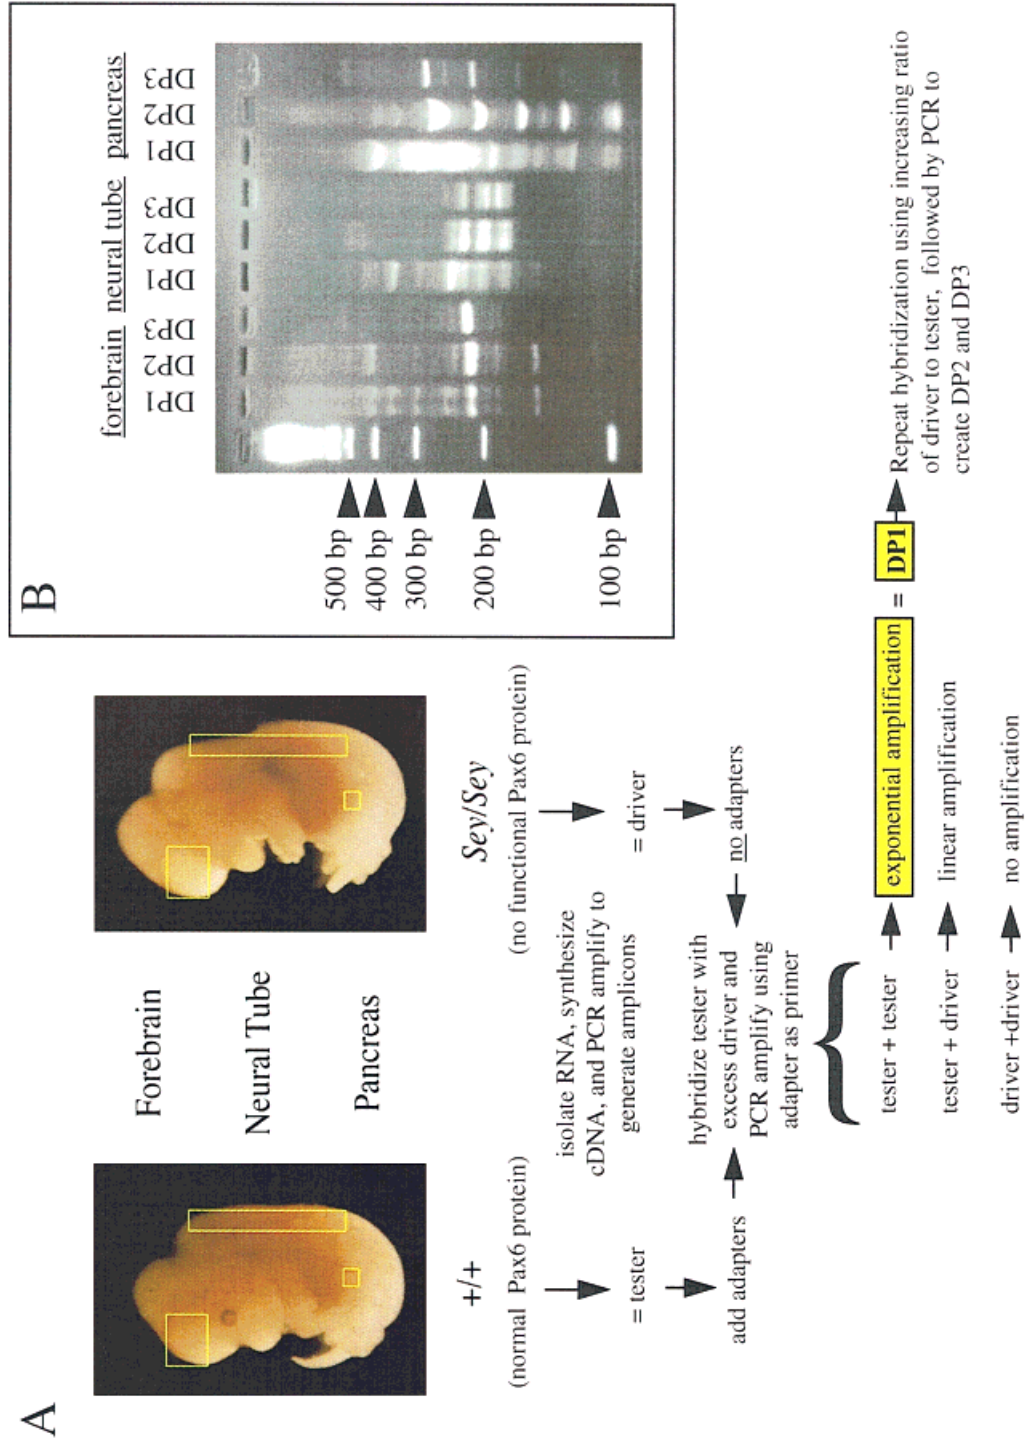 A
Forebrain
Neural Tube
Pancreas
+/+
(normal Pax6 protein)
Sey/Sey
(no functional Pax6 protein)
isolate RNA, synthesize
cDNA, and PCR amplify to
generate amplicons
= tester
= driver
add adapters
hybridize tester with
excess driver and
PCR amplify using
adapter as primer
no adapters
tester + tester
exponential amplification
=
DP1
Repeat hybridization using increasing ratio
of driver to tester, followed by PCR to
create DP2 and DP3
tester + driver
linear amplification
driver +driver
no amplification
B
forebrain neural tube pancreas
DP1 DP2 DP3 DP1 DP2 DP3 DP1 DP2 DP3
500 bp
400 bp
300 bp
200 bp
100 bp